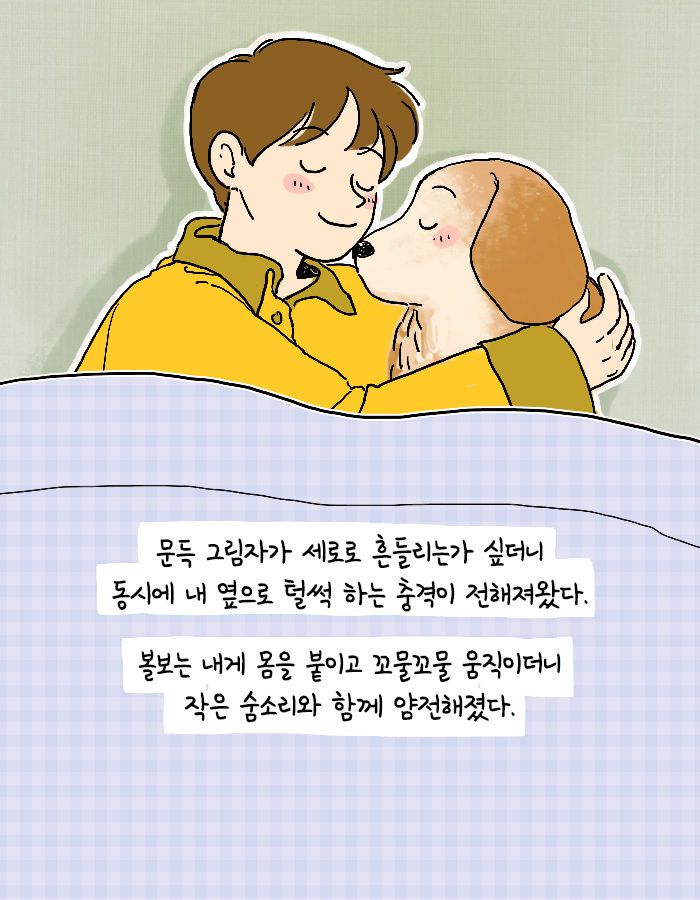 문득 그림자가 세로로 흔들리는가 싶더니
동시에 내 옆으로 털썩 하는 충격이 전해져왔다.
볼보는 내게 몸을 붙이고 꼬물꼬물 움직이더니
작은 숨소리와 함께 얌전해졌다.